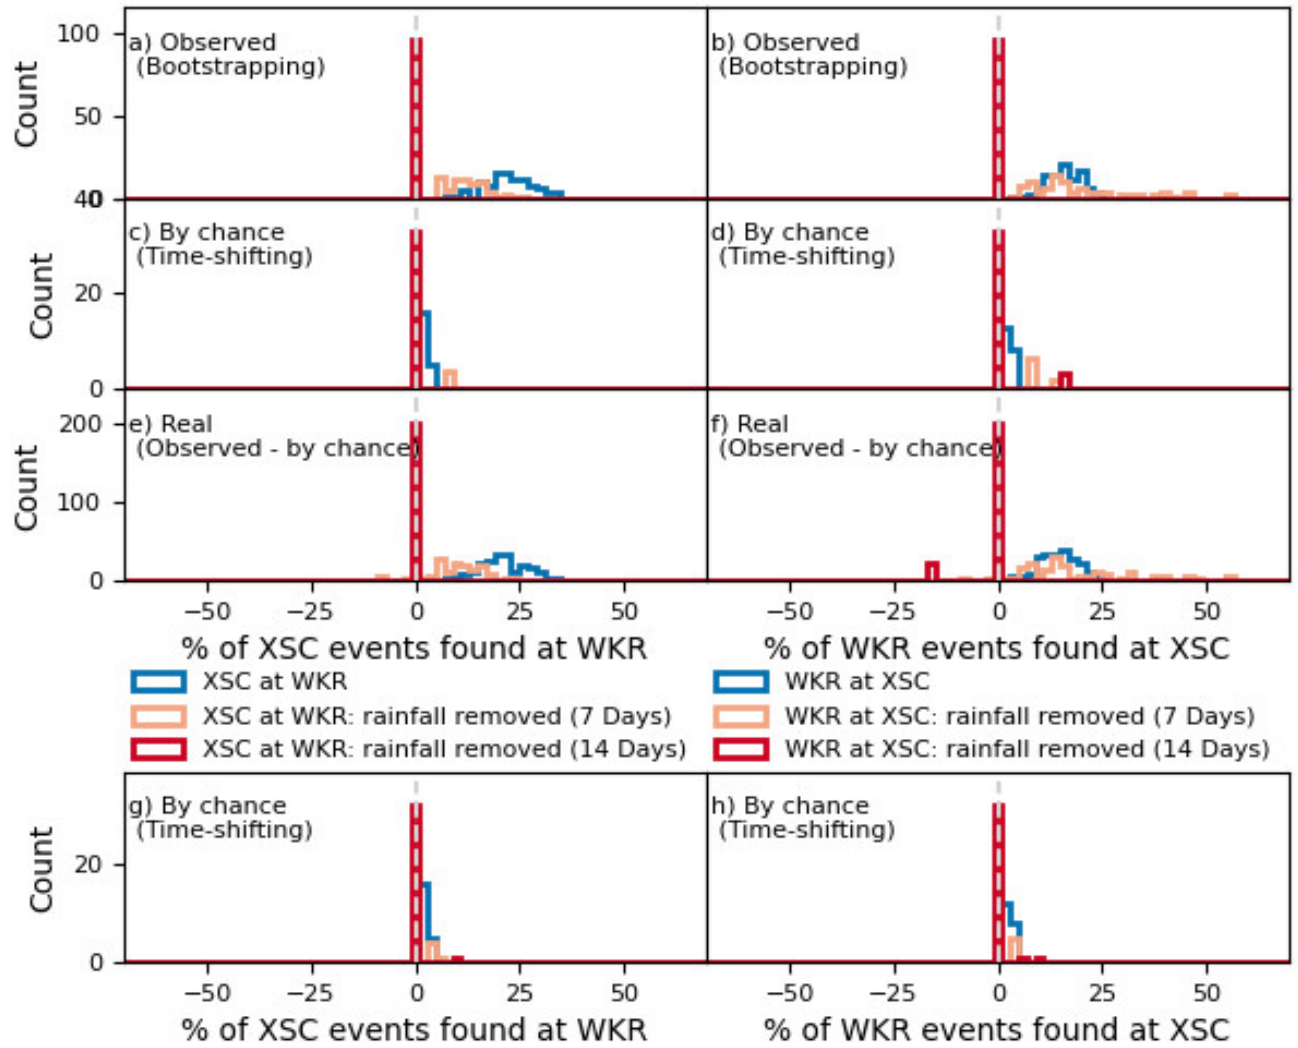 a) Observed
(Bootstrapping)
b) Observed
(Bootstrapping)
Count
100
50
0
c) By chance
(Time-shifting)
d) By chance
(Time-shifting)
Count
40
20
0
e) Real
(Observed - by chance)
f) Real
(Observed - by chance)
Count
200
100
0
−50 −25 0 25 50
−50 −25 0 25 50
% of XSC events found at WKR
% of WKR events found at XSC
XSC at WKR
XSC at WKR: rainfall removed (7 Days)
XSC at WKR: rainfall removed (14 Days)
WKR at XSC
WKR at XSC: rainfall removed (7 Days)
WKR at XSC: rainfall removed (14 Days)
g) By chance
(Time-shifting)
h) By chance
(Time-shifting)
Count
20
0
−50 −25 0 25 50
−50 −25 0 25 50
% of XSC events found at WKR
% of WKR events found at XSC